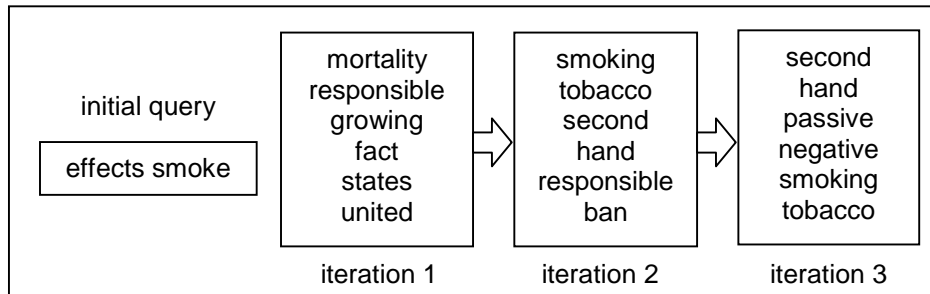 initial query
effects smoke
mortality
responsible
growing
fact
states
united
iteration 1
smoking
tobacco
second
hand
responsible
ban
iteration 2
second
hand
passive
negative
smoking
tobacco
iteration 3